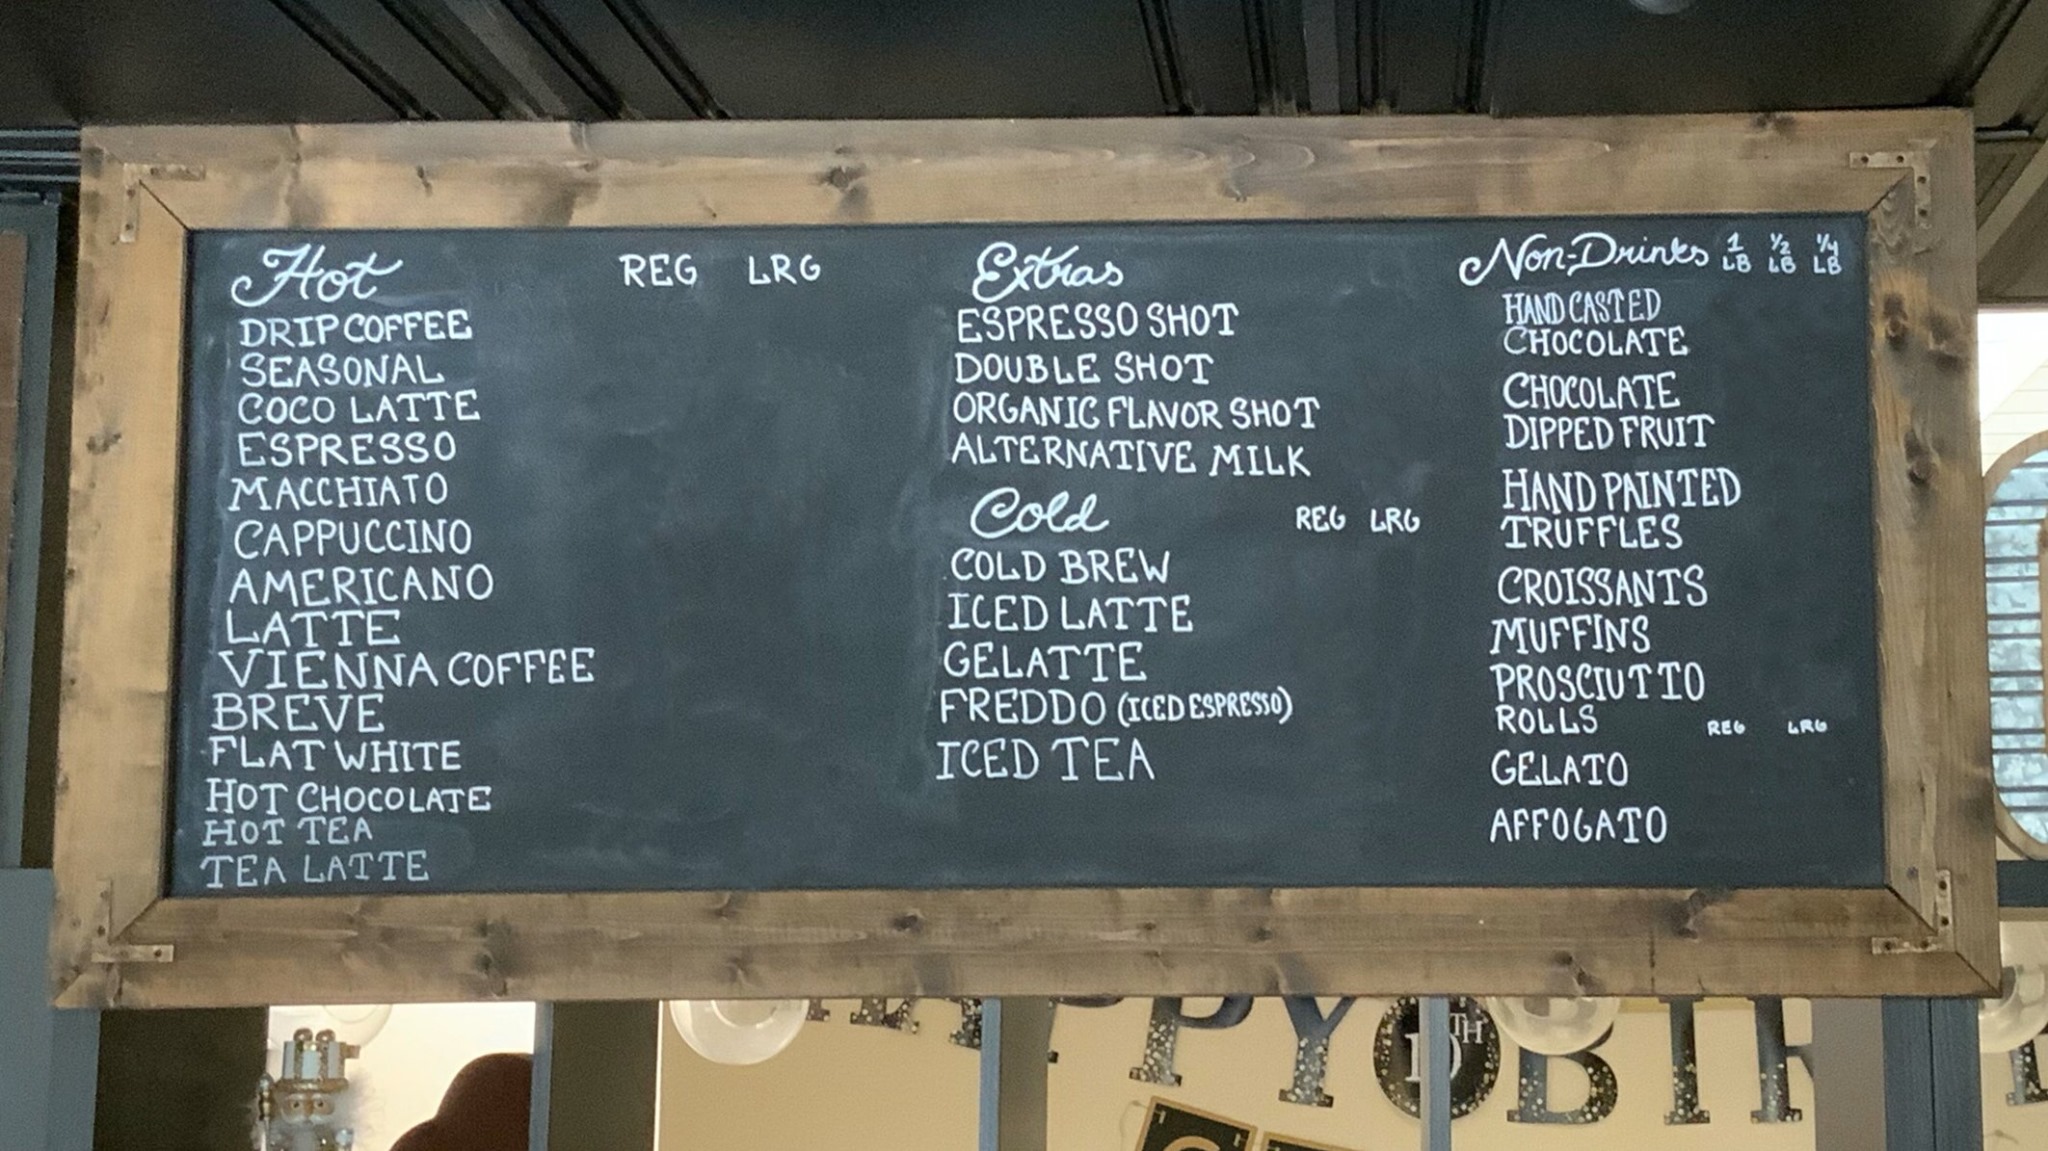 Hot REG LRG
DRIP COFFEE
SEASONAL
COCO LATTE
ESPRESSO
MACCHIATO
CAPPUCCINO
AMERICANO
LATTE
VIENNA COFFEE
BREVE
FLAT WHITE
HOT CHOCOLATE
HOT TEA
TEA LATTE
Extras
ESPRESSO SHOT
DOUBLE SHOT
ORGANIC FLAVOR SHOT
ALTERNATIVE MILK
Cold REG LRG
COLD BREW
ICED LATTE
GELATTE
FREDDO (ICED ESPRESSO)
ICED TEA
Non-Drinks 1 LB 1/2 LB 1/4 LB
HAND CASTED
CHOCOLATE
CHOCOLATE
DIPPED FRUIT
HAND PAINTED
TRUFFLES
CROISSANTS
MUFFINS
PROSCIUTTO
ROLLS REG LRG
GELATO
AFFOGATO